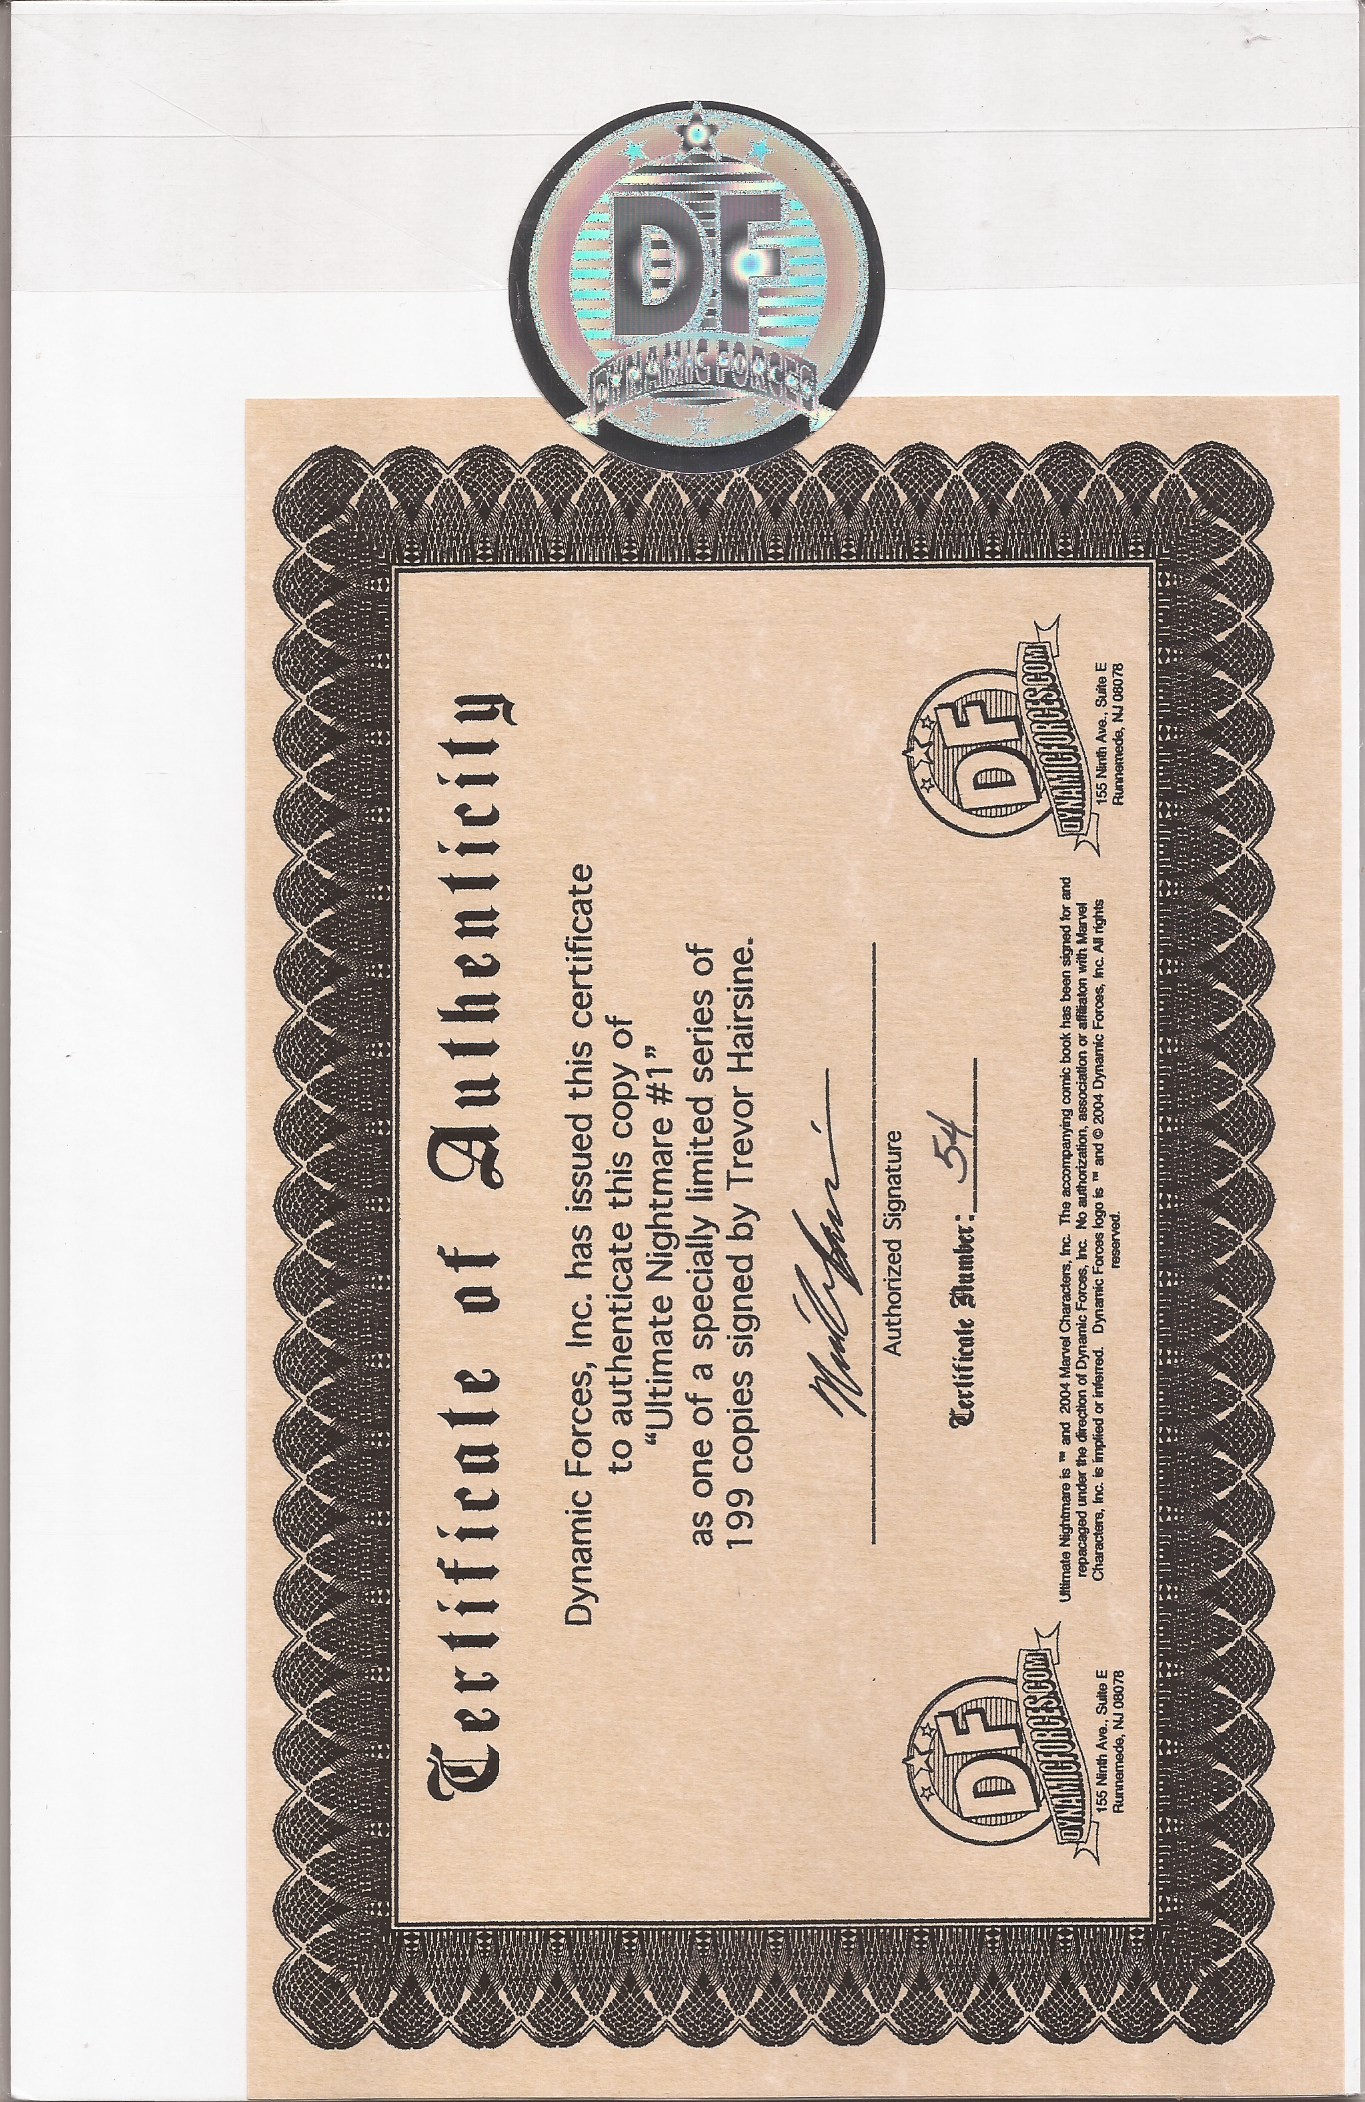 DF
DYNAMIC FORCES
Certificate of Authenticity
Dynamic Forces, Inc. has issued this certificate
to authenticate this copy of
“Ultimate Nightmare #1”
as one of a specially limited series of
199 copies signed by Trevor Hairsine.
Authorized Signature
Certificate Number: 54
DF
DYNAMICFORCES.COM
155 Ninth Ave., Suite E
Runnemede, NJ 08078
Ultimate Nightmare is ™ and 2004 Marvel Characters, Inc. The accompanying comic book has been signed for and
repacaged under the direction of Dynamic Forces, Inc. No authorization, association or affiliaton with Marvel
Characters, Inc. is implied or inferred. Dynamic Forces logo is ™ and © 2004 Dynamic Forces, Inc. All rights
reserved.
DF
DYNAMICFORCES.COM
155 Ninth Ave., Suite E
Runnemede, NJ 08078